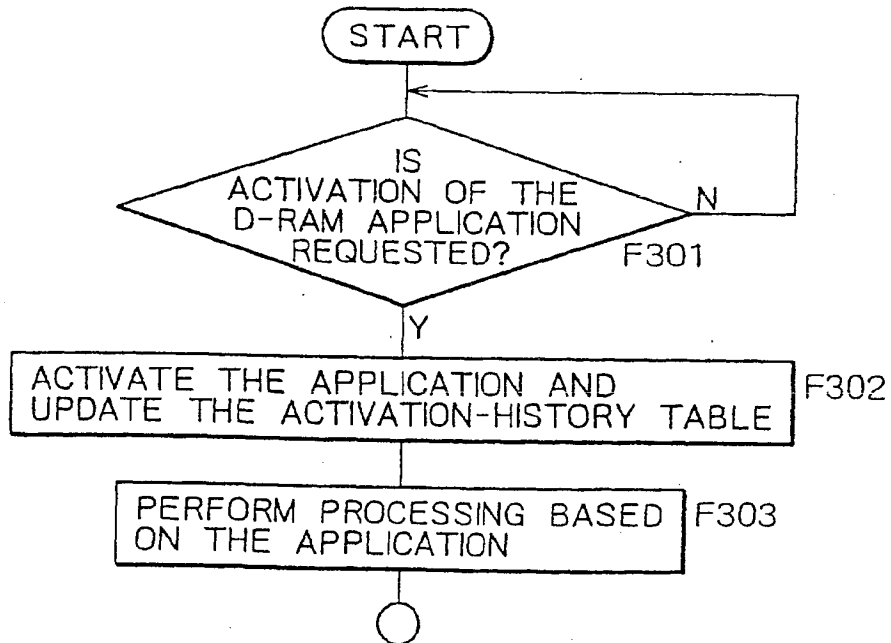 START
IS
ACTIVATION OF THE
D-RAM APPLICATION
REQUESTED?
N
F301
Y
ACTIVATE THE APPLICATION AND
UPDATE THE ACTIVATION-HISTORY TABLE
F302
PERFORM PROCESSING BASED
ON THE APPLICATION
F303